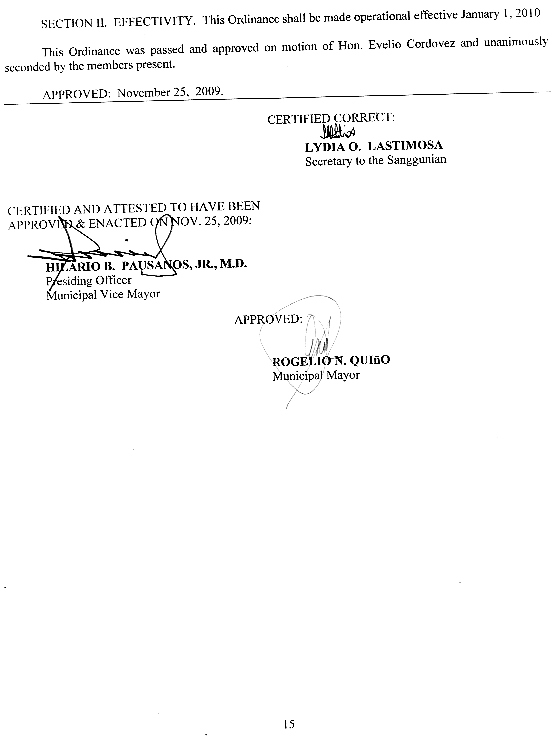 SECTION II. EFFECTIVITY. This Ordinance shall be made operational effective January 1, 2010
This Ordinance was passed and approved on motion of Hon. Evelio Cordovez and unanimously
seconded by the members present.
APPROVED: November 25, 2009.
CERTIFIED CORRECT:
LYDIA O. LASTIMOSA
Secretary to the Sanggunian
CERTIFIED AND ATTESTED TO HAVE BEEN
APPROVED & ENACTED ON NOV. 25, 2009:
HILARIO B. PAUSANOS, JR., M.D.
Presiding Officer
Municipal Vice Mayor
APPROVED:
ROGELIO N. QUIñO
Municipal Mayor
15